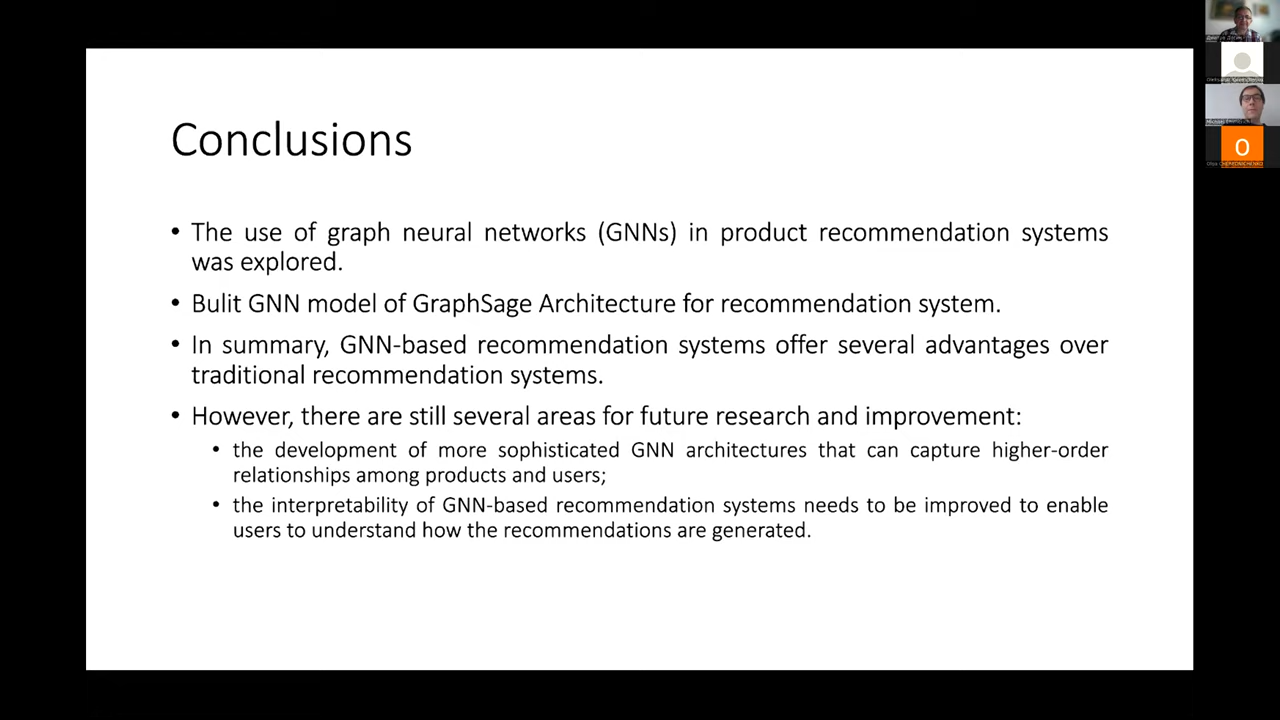 Conclusions
• The use of graph neural networks (GNNs) in product recommendation systems
was explored.
• Bulit GNN model of GraphSage Architecture for recommendation system.
• In summary, GNN-based recommendation systems offer several advantages over
traditional recommendation systems.
• However, there are still several areas for future research and improvement:
• the development of more sophisticated GNN architectures that can capture higher-order
relationships among products and users;
• the interpretability of GNN-based recommendation systems needs to be improved to enable
users to understand how the recommendations are generated.
O